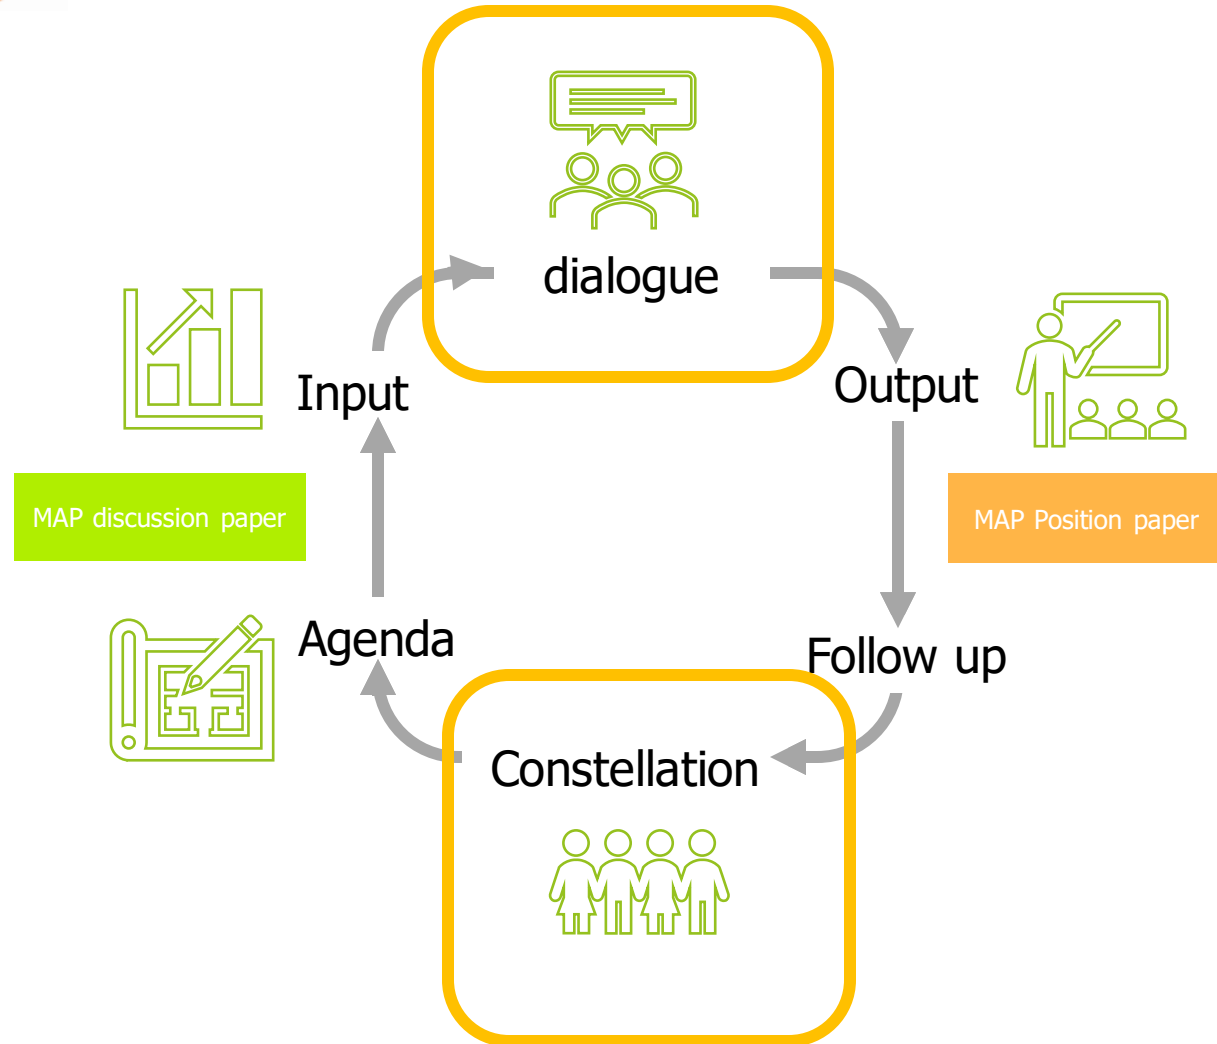 dialogue
Input
Output
MAP discussion paper
MAP Position paper
Agenda
Follow up
Constellation